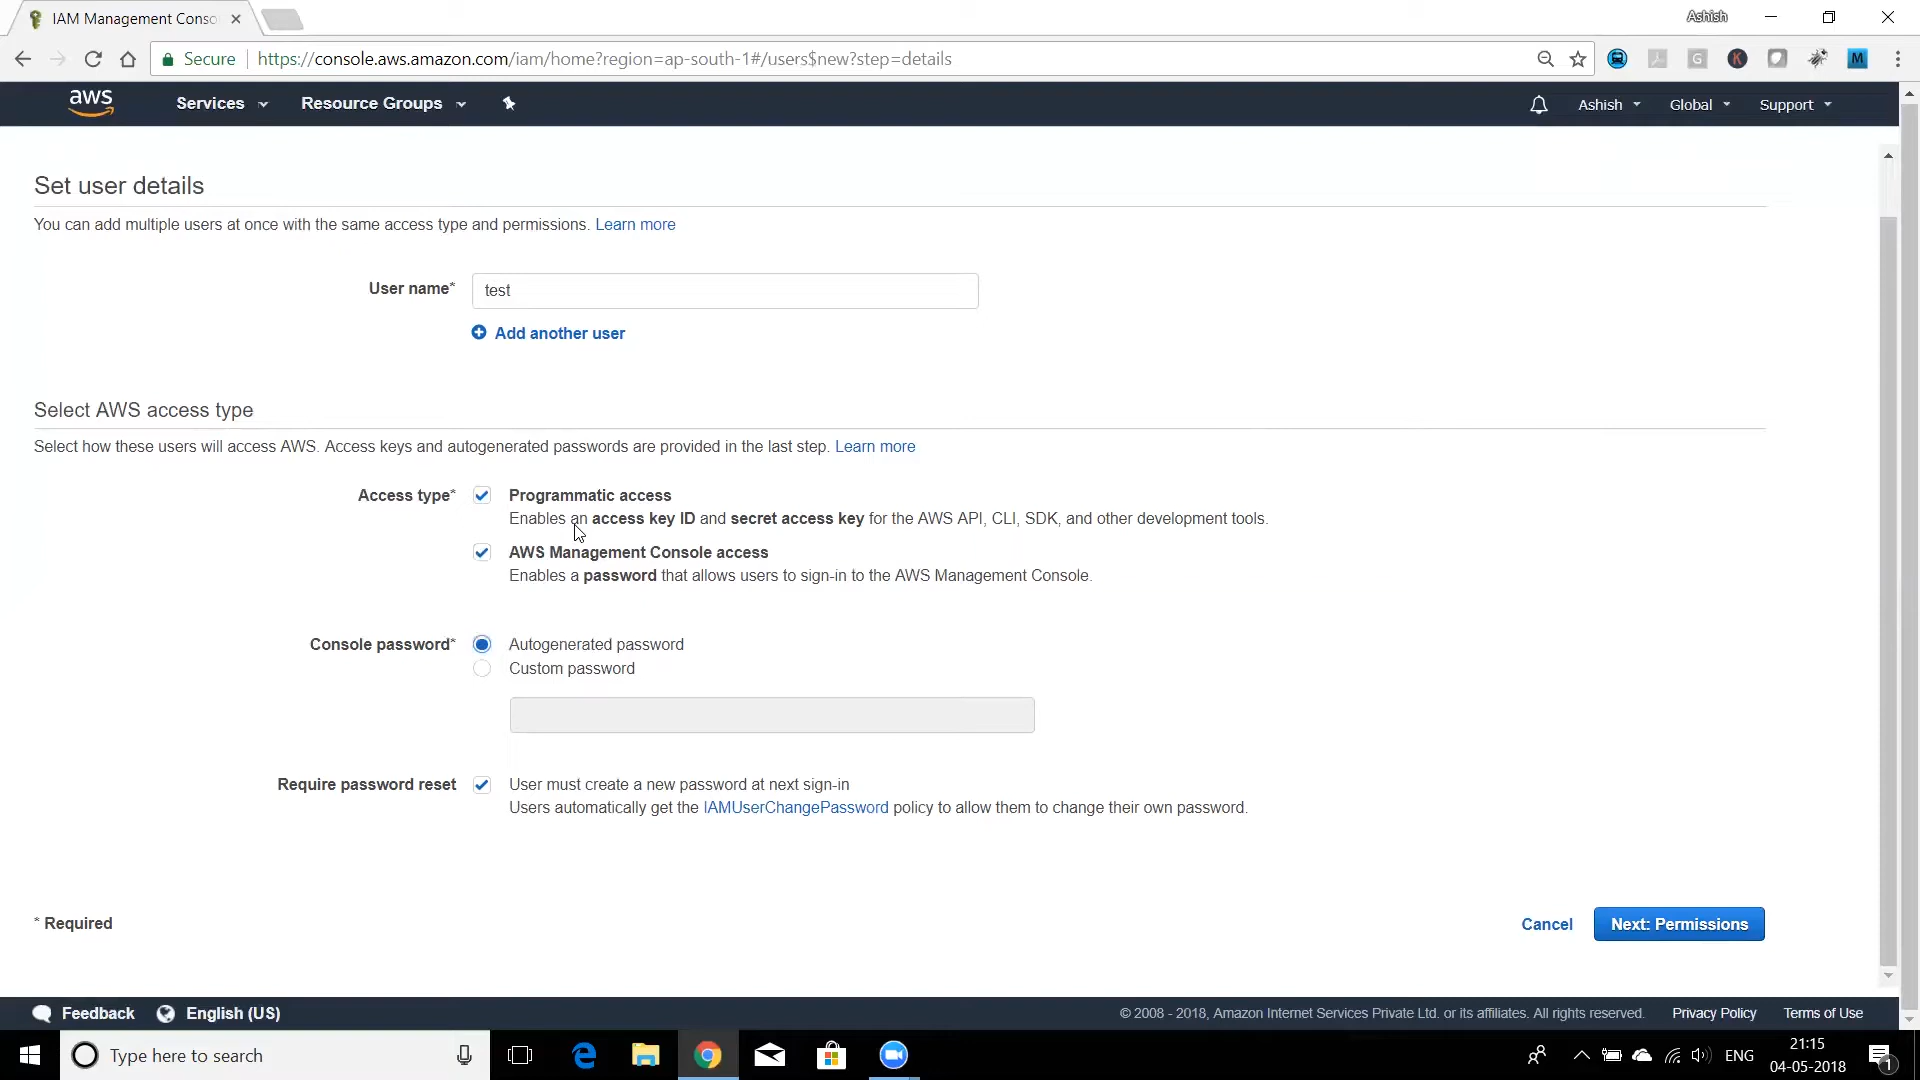 IAM Management Conso
Ashish
Secure https://console.aws.amazon.com/iam/home?region=ap-south-1#/users$new?step=details
G K M
aws Services Resource Groups Ashish Global Support
Set user details
You can add multiple users at once with the same access type and permissions. Learn more
User name* test
Add another user
Select AWS access type
Select how these users will access AWS. Access keys and autogenerated passwords are provided in the last step. Learn more
Access type* Programmatic access
Enables an access key ID and secret access key for the AWS API, CLI, SDK, and other development tools.
AWS Management Console access
Enables a password that allows users to sign-in to the AWS Management Console.
Console password* Autogenerated password
Custom password
Require password reset User must create a new password at next sign-in
Users automatically get the IAMUserChangePassword policy to allow them to change their own password.
* Required Cancel Next: Permissions
Feedback English (US) © 2008 - 2018, Amazon Internet Services Private Ltd. or its affiliates. All rights reserved. Privacy Policy Terms of Use
Type here to search ENG 21:15
04-05-2018 1